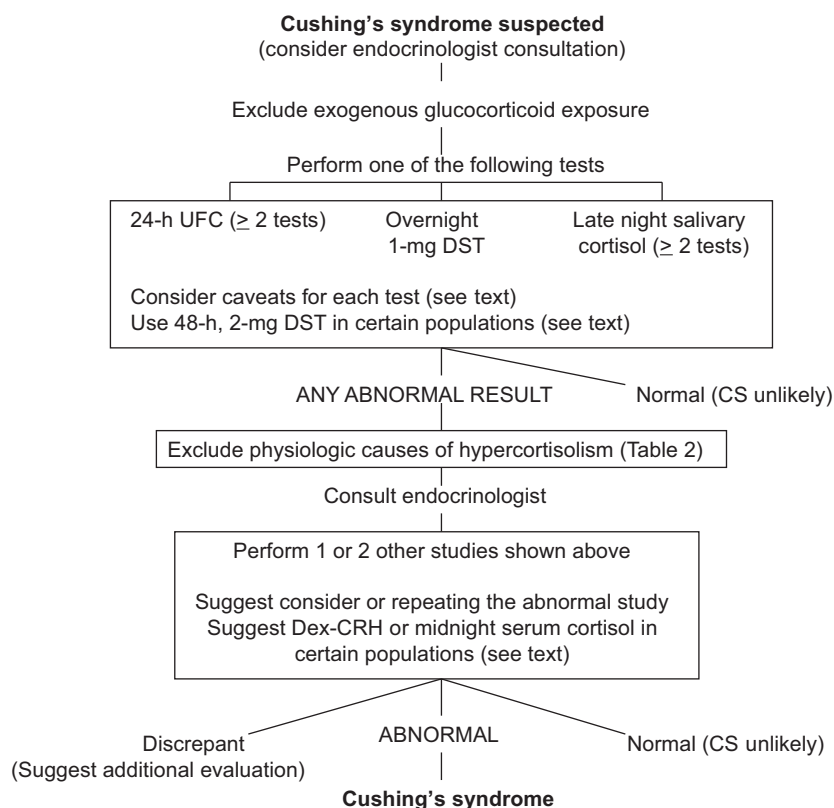 Cushing's syndrome suspected
(consider endocrinologist consultation)
Exclude exogenous glucocorticoid exposure
Perform one of the following tests
24-h UFC (≥ 2 tests)
Overnight
1-mg DST
Late night salivary
cortisol (≥ 2 tests)
Consider caveats for each test (see text)
Use 48-h, 2-mg DST in certain populations (see text)
ANY ABNORMAL RESULT
Normal (CS unlikely)
Exclude physiologic causes of hypercortisolism (Table 2)
Consult endocrinologist
Perform 1 or 2 other studies shown above
Suggest consider or repeating the abnormal study
Suggest Dex-CRH or midnight serum cortisol in
certain populations (see text)
Discrepant
(Suggest additional evaluation)
ABNORMAL
Normal (CS unlikely)
Cushing's syndrome